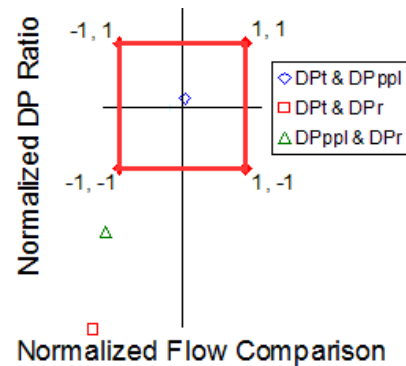 -1, 1
1, 1
Normalized DP Ratio
DPt & DPppl
DPt & DPr
DPppl & DPr
-1, -1
1, -1
Normalized Flow Comparison